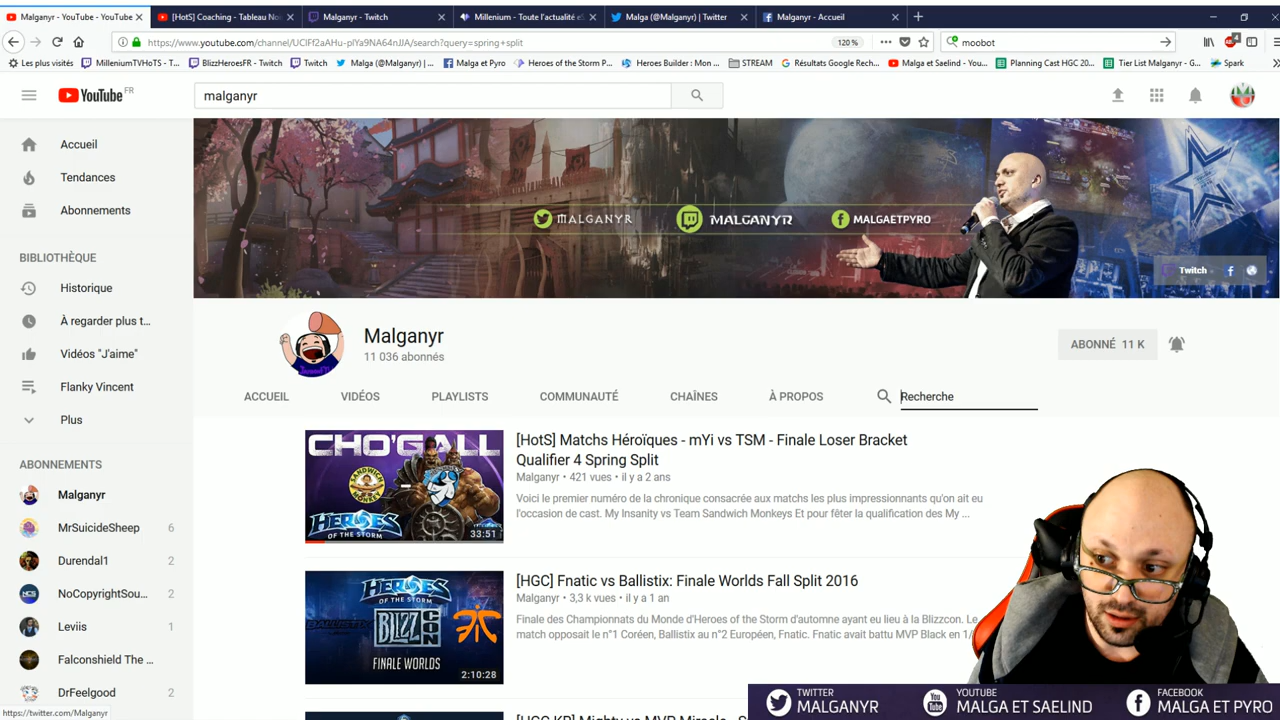 Malganyr - YouTube - YouTube
[HotS] Coaching - Tableau No
Malganyr - Twitch
Millenium - Toute l'actualité eS
Malga (@Malganyr) | Twitter
Malganyr - Accueil
https://www.youtube.com/channel/UCIFf2aAHu-plYa9NA64nJJA/search?query=spring+split
120 %
moobot
4
Les plus visités
MilleniumTVHoTS - T...
BlizzHeroesFR - Twitch
Twitch
Malga (@Malganyr) | ...
Malga et Pyro
Heroes of the Storm P...
Heroes Builder : Mon ...
STREAM
Résultats Google Rech...
Malga et Saelind - You...
Planning Cast HGC 20...
Tier List Malganyr - G...
Spark
YouTube FR
malganyr
Accueil
Tendances
Abonnements
BIBLIOTHÈQUE
Historique
À regarder plus t...
Vidéos "J'aime"
Flanky Vincent
Plus
ABONNEMENTS
Malganyr
MrSuicideSheep 6
Durendal1 2
NoCopyrightSou... 2
Leviis 1
Falconshield The ...
DrFeelgood 2
https://twitter.com/Malganyr
MALGANYR
MALGANYR
MALGAETPYRO
Twitch
Malganyr
11 036 abonnés
ABONNÉ 11 K
ACCUEIL
VIDÉOS
PLAYLISTS
COMMUNAUTÉ
CHAÎNES
À PROPOS
Recherche
CHO'GALL
HEROES
OF THE STORM
33:51
[HotS] Matchs Héroïques - mYi vs TSM - Finale Loser Bracket
Qualifier 4 Spring Split
Malganyr • 421 vues • il y a 2 ans
Voici le premier numéro de la chronique consacrée aux matchs les plus impressionnants qu'on ait eu
l'occasion de cast. My Insanity vs Team Sandwich Monkeys Et pour fêter la qualification des My ...
HEROES
OF THE STORM
BALLISTIX
BLIZZ
CON
FINALE WORLDS
2:10:28
[HGC] Fnatic vs Ballistix: Finale Worlds Fall Split 2016
Malganyr • 3,3 k vues • il y a 1 an
Finale des Championnats du Monde d'Heroes of the Storm d'automne ayant eu lieu à la Blizzcon. Le
match opposait le n°1 Coréen, Ballistix au n°2 Européen, Fnatic. Fnatic avait battu MVP Black en 1/
TWITTER
MALGANYR
YOUTUBE
MALGA ET SAELIND
FACEBOOK
MALGA ET PYRO